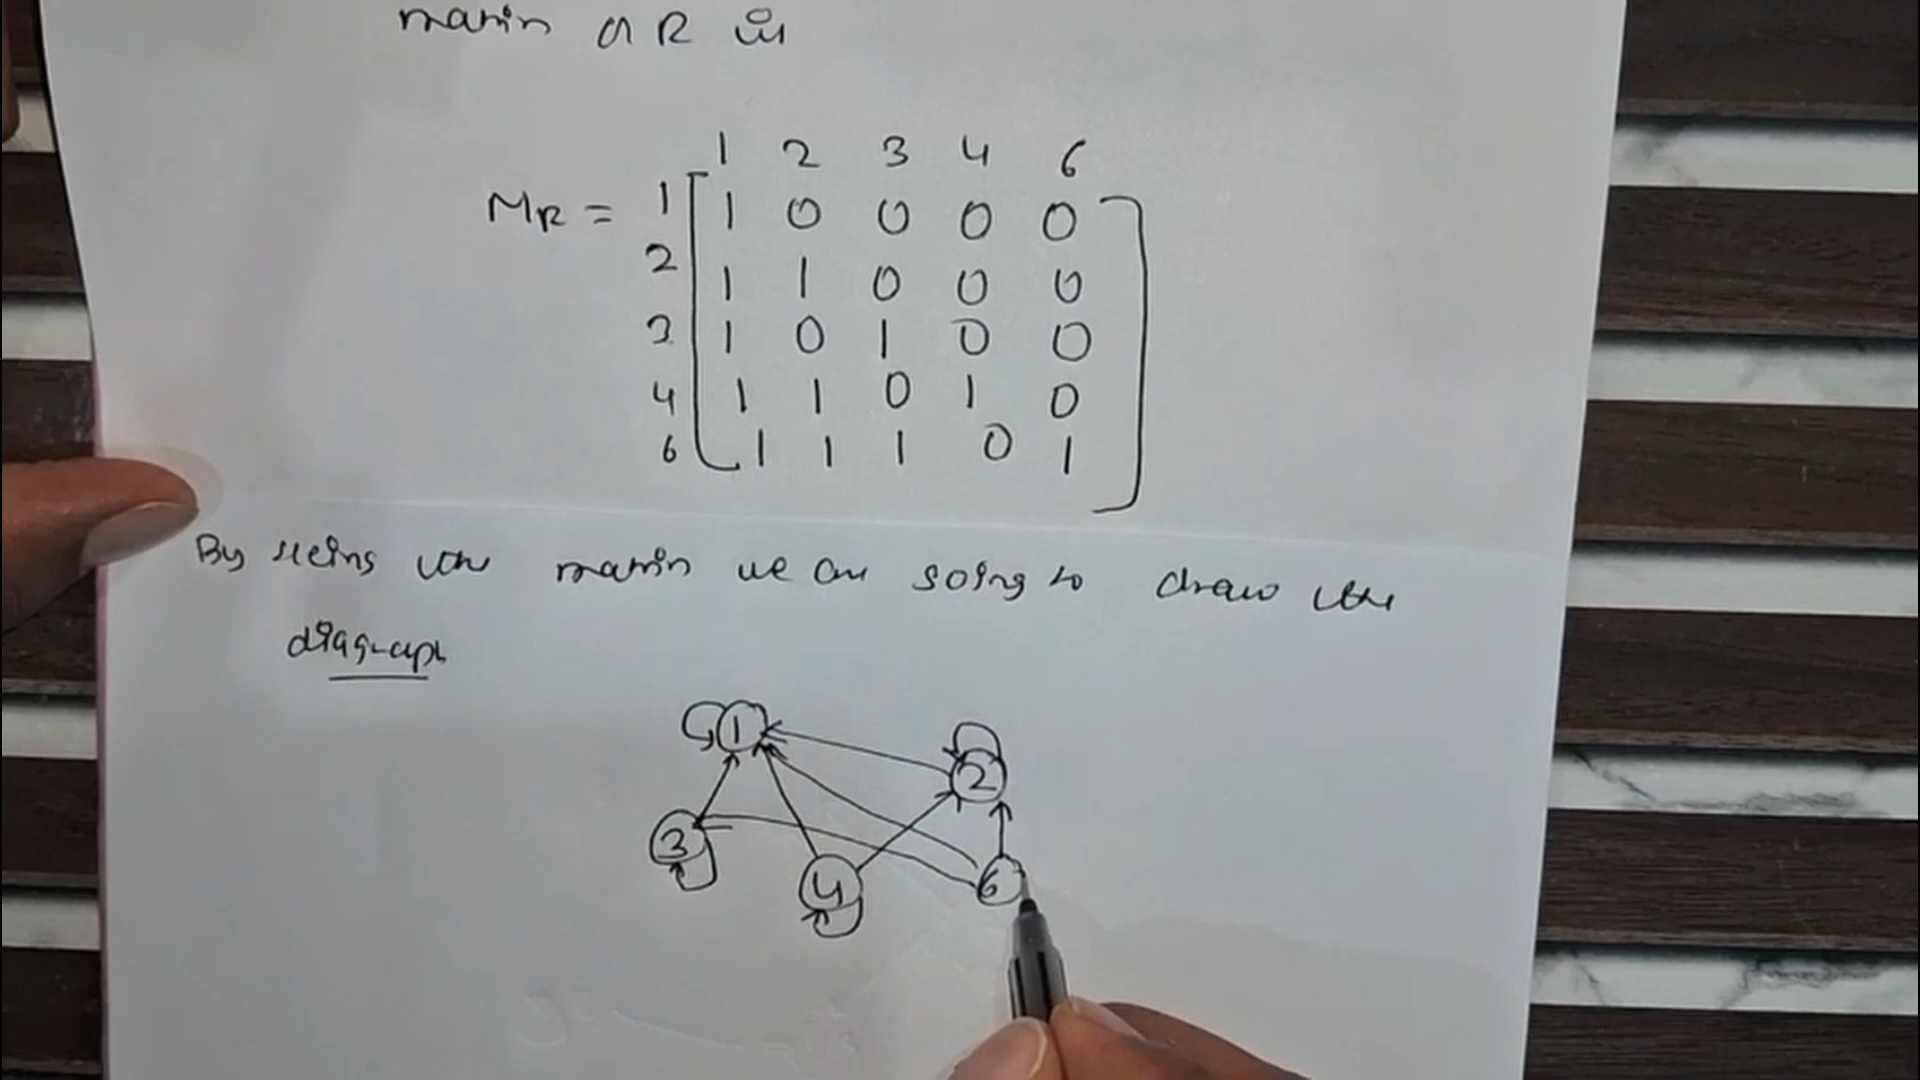 matrix of R is
1 2 3 4 6
MR = 1 [ 1 0 0 0 0 ]
2 1 1 0 0 0
3 1 0 1 0 0
4 1 1 0 1 0
6 1 1 1 0 1
By seeing the matrix we are going to draw the
diagraph
1
2
3
4
6